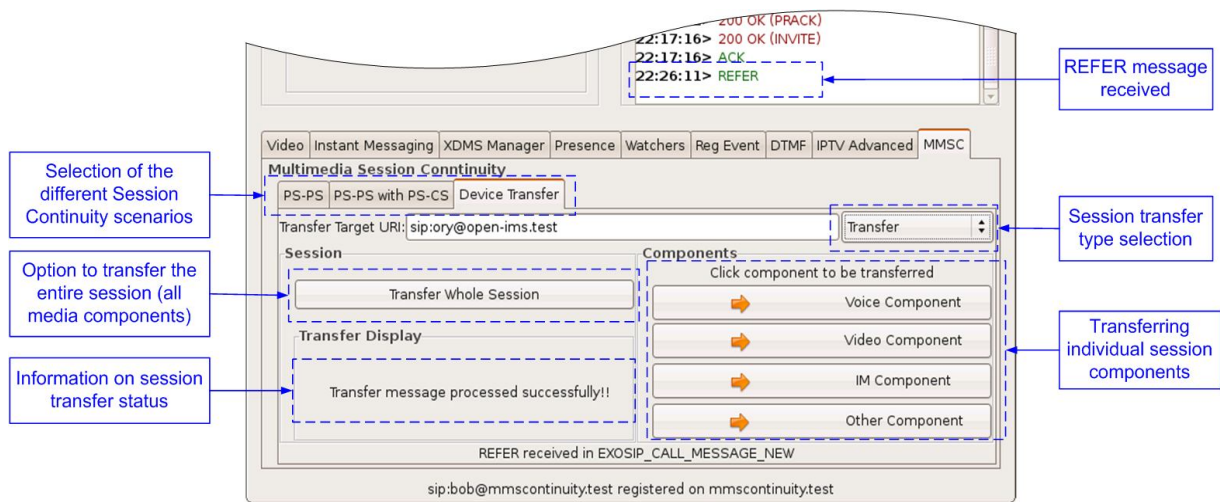 200 OK (PRACK)
22:17:16> 200 OK (INVITE)
22:17:16> ACK
22:26:11> REFER
REFER message
received
Video
Instant Messaging
XDMS Manager
Presence
Watchers
Reg Event
DTMF
IPTV Advanced
MMSC
Multimedia Session Conntinuity
PS-PS
PS-PS with PS-CS
Device Transfer
Selection of the
different Session
Continuity scenarios
Transfer Target URI:
sip:ory@open-ims.test
Transfer
Session transfer
type selection
Session
Transfer Whole Session
Option to transfer the
entire session (all
media components)
Transfer Display
Transfer message processed successfully!!
Information on session
transfer status
Components
Click component to be transferred
Voice Component
Video Component
IM Component
Other Component
Transferring
individual session
components
REFER received in EXOSIP_CALL_MESSAGE_NEW
sip:bob@mmscontinuity.test registered on mmscontinuity.test